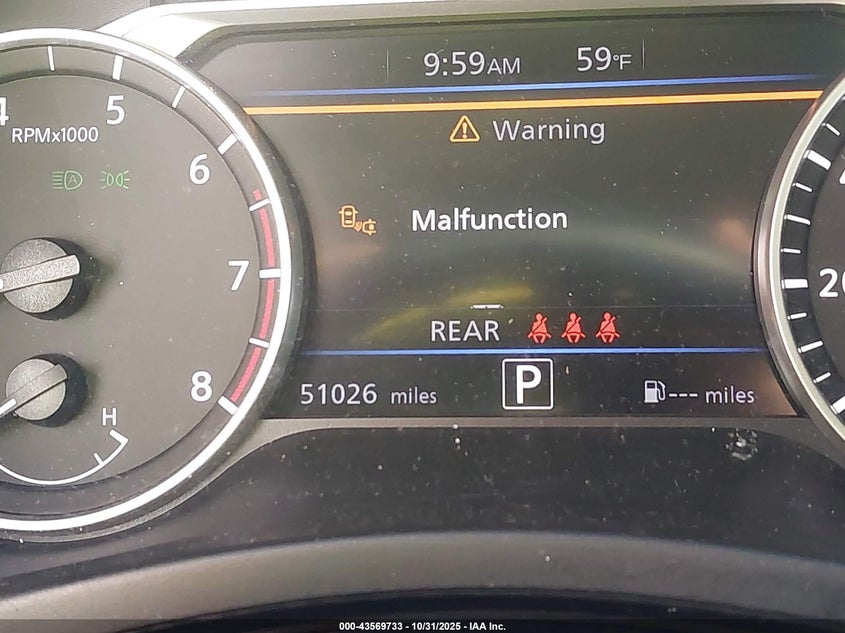 9:59AM 59°F
4 5
RPMx1000
Warning
6
A
Malfunction
7
20
REAR
8
51026 miles P --- miles
H
000-43569733 - 10/31/2025 - IAA Inc.